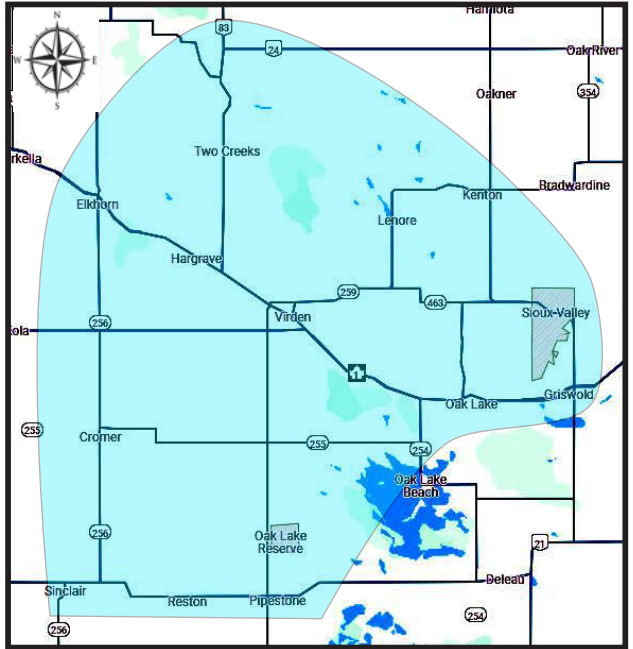 Hamiota
N
W
E
S
83
24
Oak River
Oakner
354
Two Creeks
rkella
Bradwardine
Kenton
Elkhorn
Lenore
Hargrave
259
463
Virden
Sioux-Valley
256
ola
1
Griswold
Oak Lake
255
Cromer
255
254
Oak Lake
Beach
256
Oak Lake
Reserve
21
Deleau
Sinclair
Reston
Pipestone
254
256